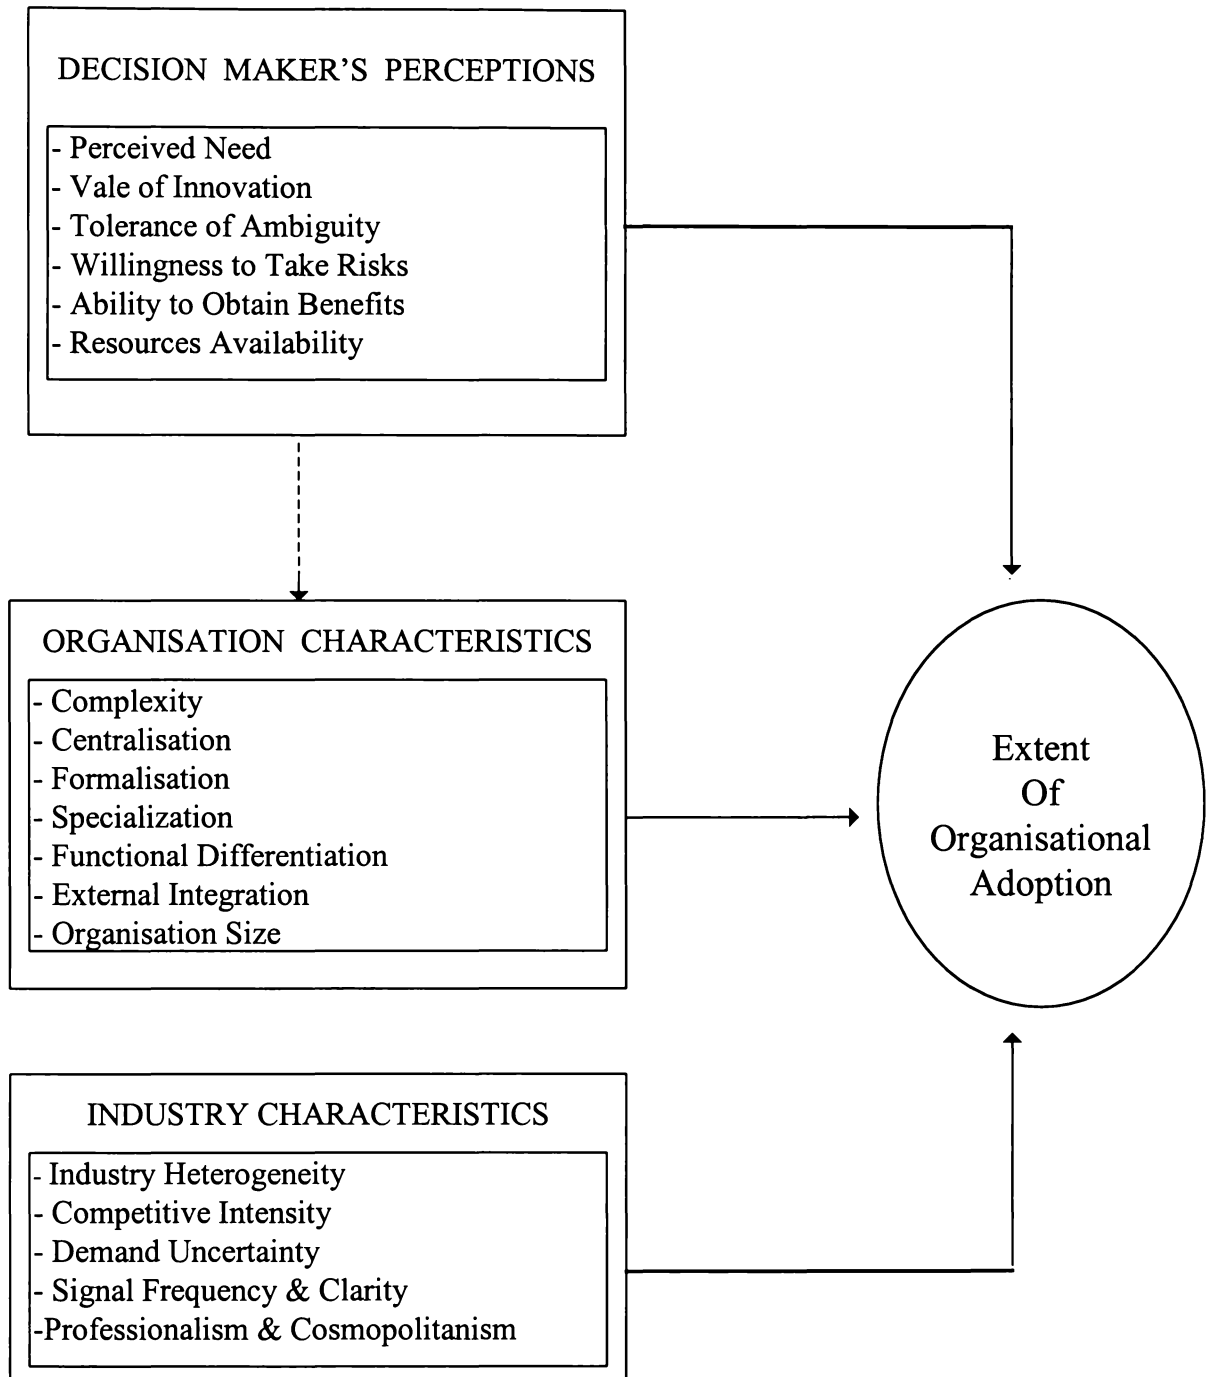 DECISION MAKER'S PERCEPTIONS
- Perceived Need
- Vale of Innovation
- Tolerance of Ambiguity
- Willingness to Take Risks
- Ability to Obtain Benefits
- Resources Availability
ORGANISATION CHARACTERISTICS
- Complexity
- Centralisation
- Formalisation
- Specialization
- Functional Differentiation
- External Integration
- Organisation Size
Extent
Of
Organisational
Adoption
INDUSTRY CHARACTERISTICS
- Industry Heterogeneity
- Competitive Intensity
- Demand Uncertainty
- Signal Frequency & Clarity
-Professionalism & Cosmopolitanism